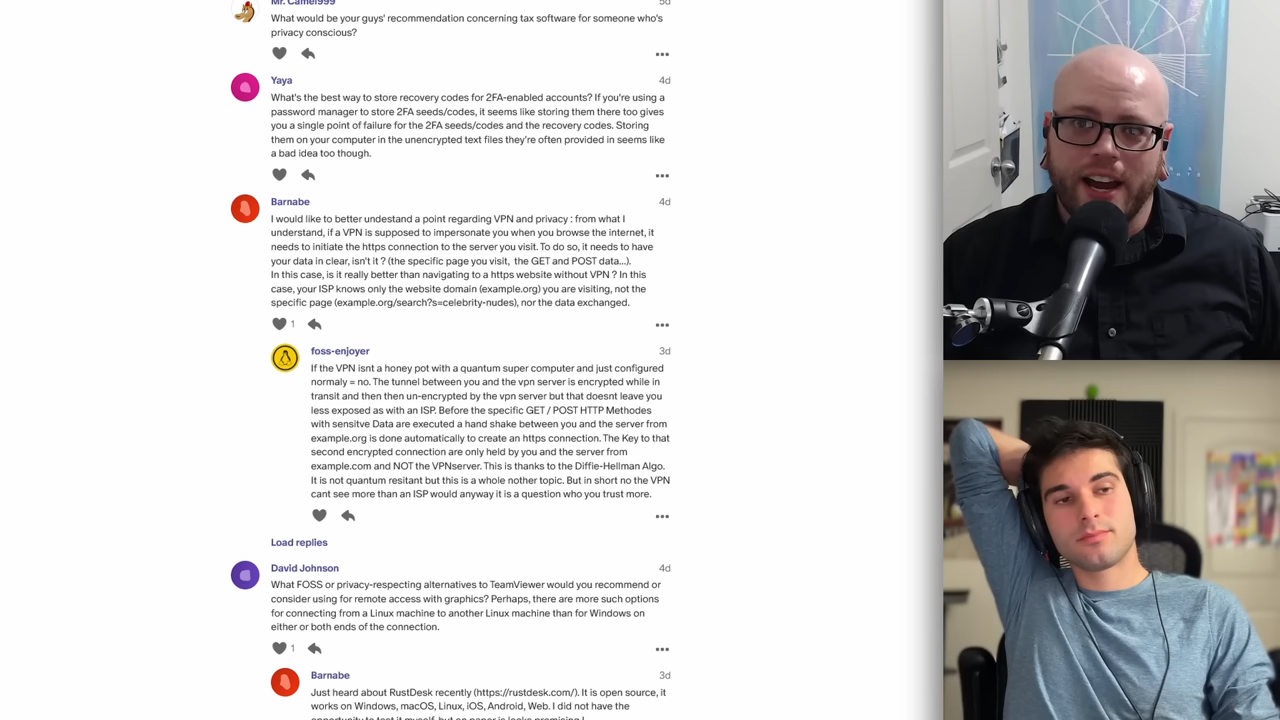 Mr. Camel999
5d
What would be your guys' recommendation concerning tax software for someone who's
privacy conscious?
Yaya
4d
What's the best way to store recovery codes for 2FA-enabled accounts? If you're using a
password manager to store 2FA seeds/codes, it seems like storing them there too gives
you a single point of failure for the 2FA seeds/codes and the recovery codes. Storing
them on your computer in the unencrypted text files they're often provided in seems like
a bad idea too though.
Barnabe
4d
I would like to better undestand a point regarding VPN and privacy : from what I
understand, if a VPN is supposed to impersonate you when you browse the internet, it
needs to initiate the https connection to the server you visit. To do so, it needs to have
your data in clear, isn't it ? (the specific page you visit, the GET and POST data...).
In this case, is it really better than navigating to a https website without VPN ? In this
case, your ISP knows only the website domain (example.org) you are visiting, not the
specific page (example.org/search?s=celebrity-nudes), nor the data exchanged.
1
foss-enjoyer
3d
If the VPN isnt a honey pot with a quantum super computer and just configured
normaly = no. The tunnel between you and the vpn server is encrypted while in
transit and then then un-encrypted by the vpn server but that doesnt leave you
less exposed as with an ISP. Before the specific GET / POST HTTP Methodes
with sensitve Data are executed a hand shake between you and the server from
example.org is done automatically to create an https connection. The Key to that
second encrypted connection are only held by you and the server from
example.com and NOT the VPNserver. This is thanks to the Diffie-Hellman Algo.
It is not quantum resitant but this is a whole nother topic. But in short no the VPN
cant see more than an ISP would anyway it is a question who you trust more.
Load replies
David Johnson
4d
What FOSS or privacy-respecting alternatives to TeamViewer would you recommend or
consider using for remote access with graphics? Perhaps, there are more such options
for connecting from a Linux machine to another Linux machine than for Windows on
either or both ends of the connection.
1
Barnabe
3d
Just heard about RustDesk recently (https://rustdesk.com/). It is open source, it
works on Windows, macOS, Linux, iOS, Android, Web. I did not have the
opportunity to test it myself, but on paper is looks promising !